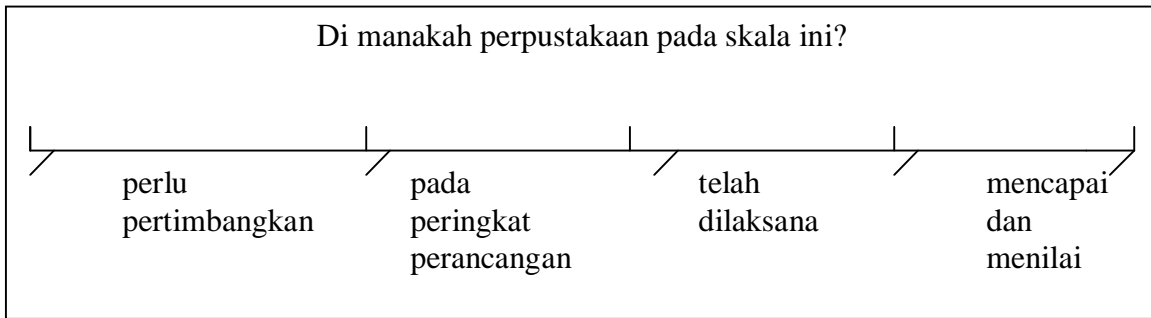 Di manakah perpustakaan pada skala ini?
perlu
pertimbangkan
pada
peringkat
perancangan
telah
dilaksana
mencapai
dan
menilai